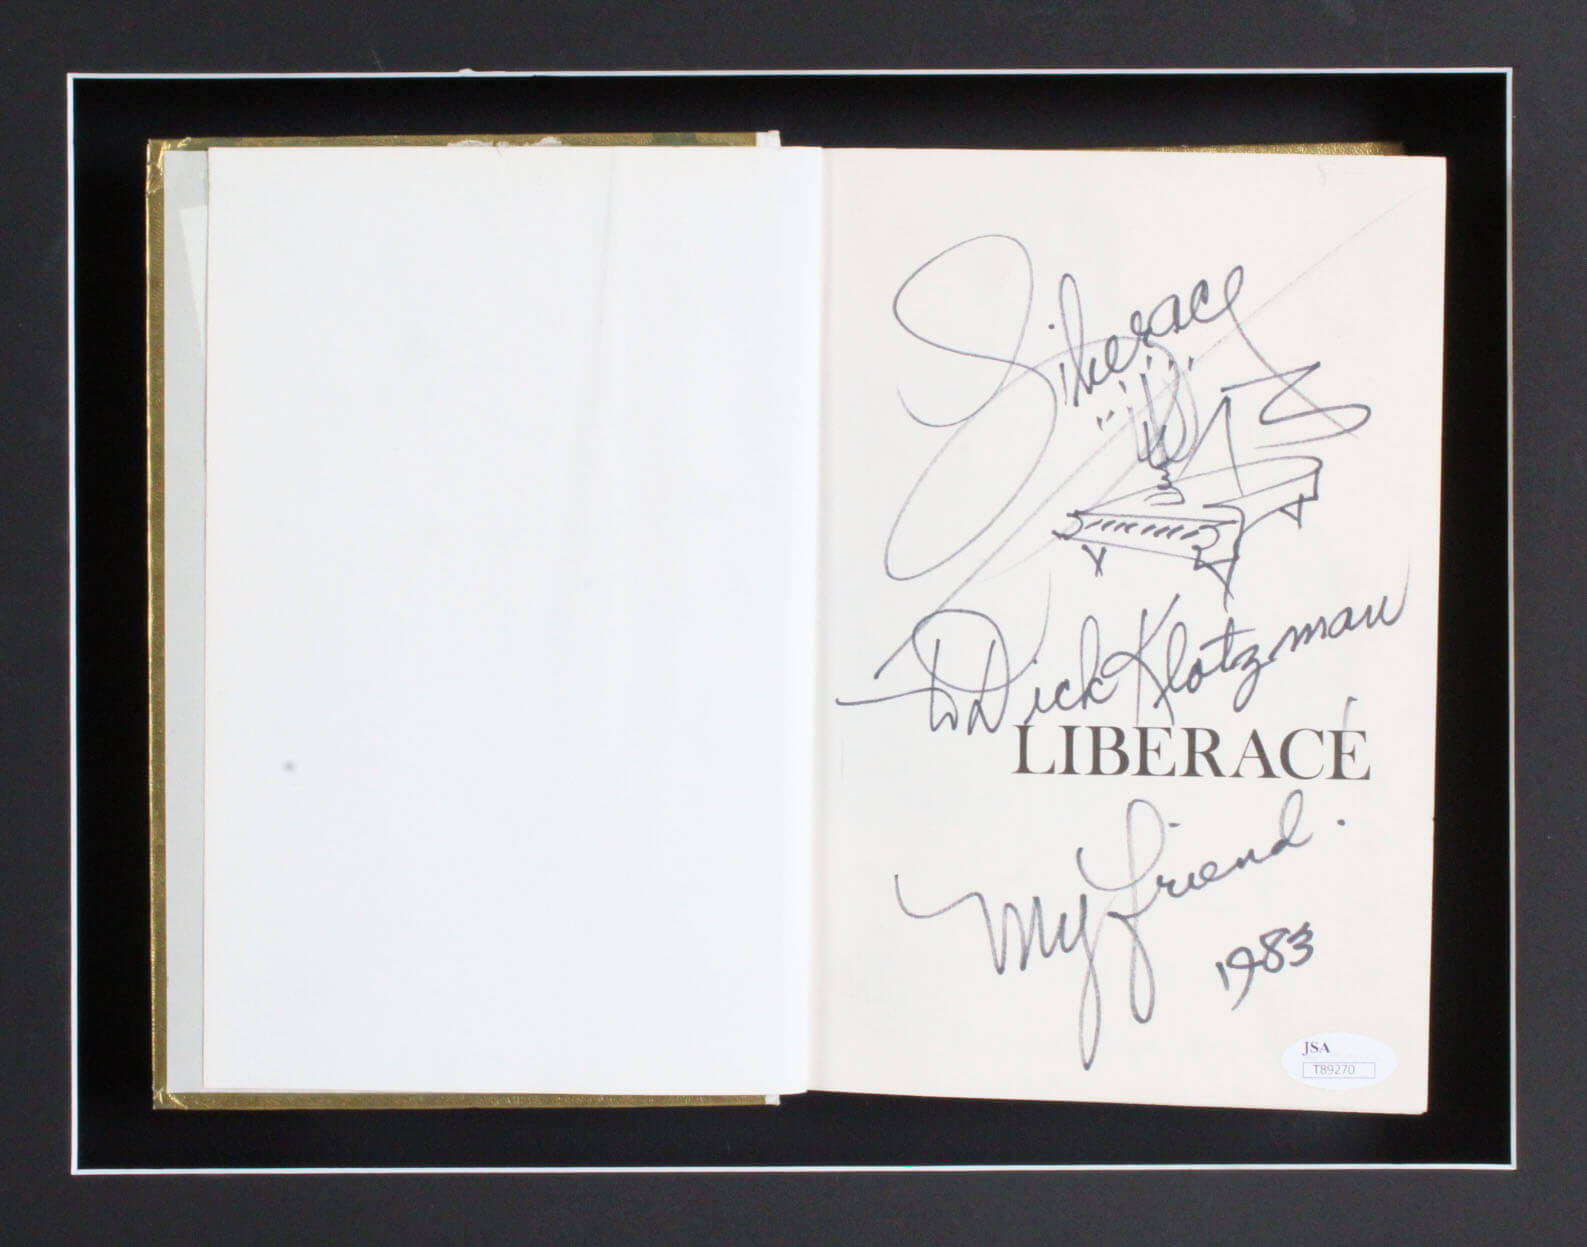 Liberace
To Dick Klotzman
LIBERACE
My friend.
1983
JSA
T89270